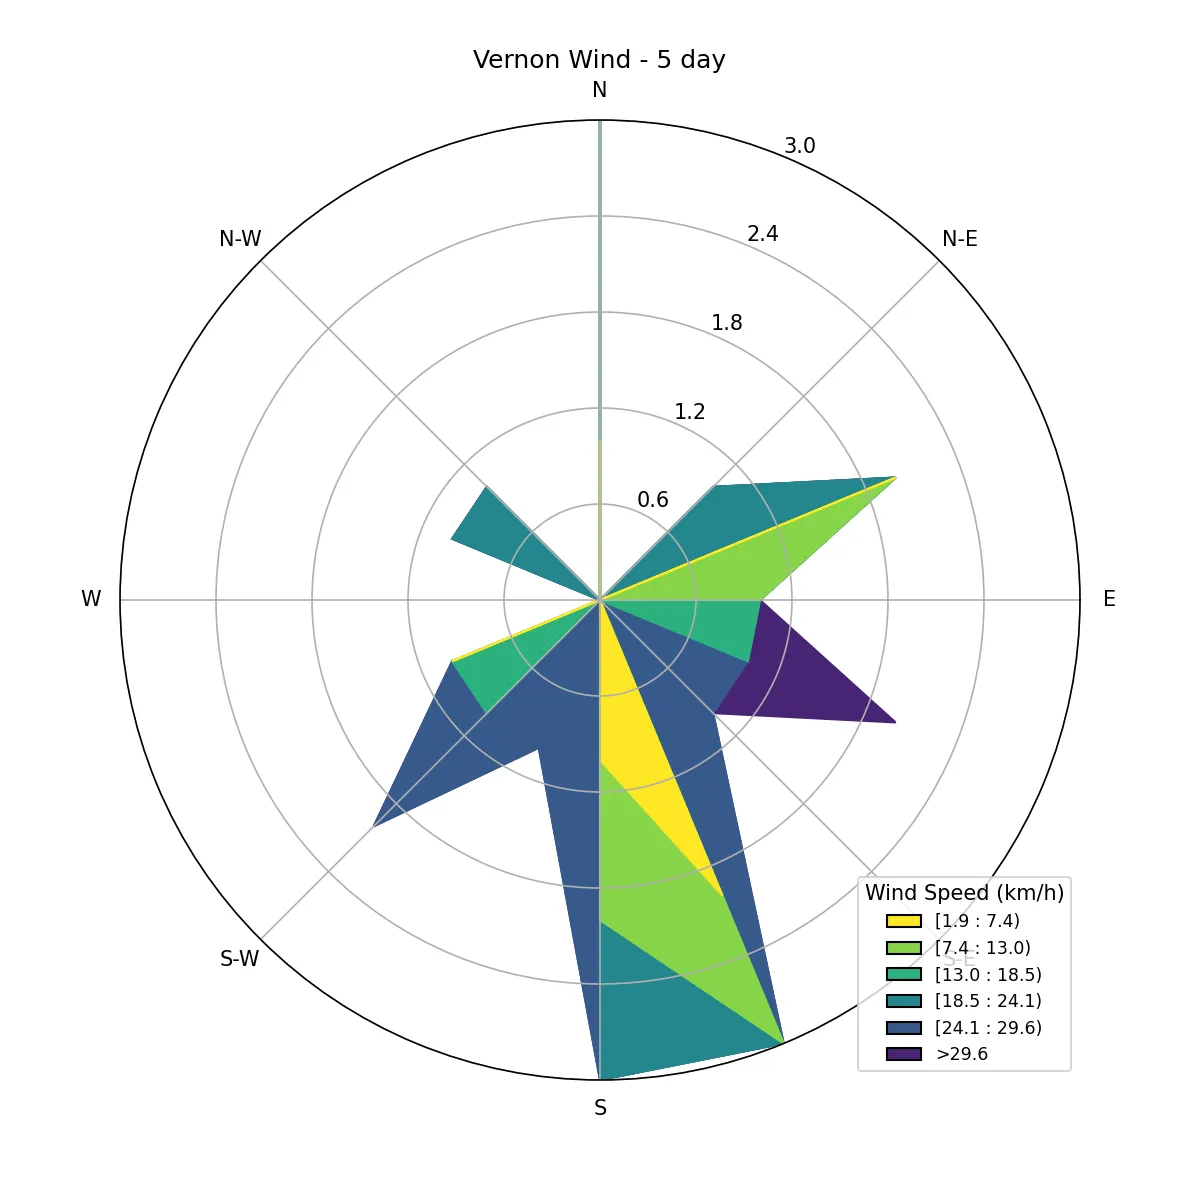 Vernon Wind - 5 day
N
3.0
N-W
2.4
N-E
1.8
1.2
0.6
W
E
Wind Speed (km/h)
[1.9 : 7.4)
[7.4 : 13.0)
S-W
S-E
[13.0 : 18.5)
[18.5 : 24.1)
[24.1 : 29.6)
>29.6
S